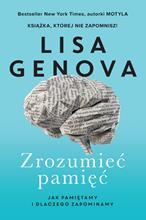 Bestseller New York Times, autorki MOTYLA
KSIĄŻKA, KTÓREJ NIE ZAPOMNISZ!
LISA
GENOVA
Zrozumieć
pamięć
JAK PAMIĘTAMY
I DLACZEGO ZAPOMINAMY